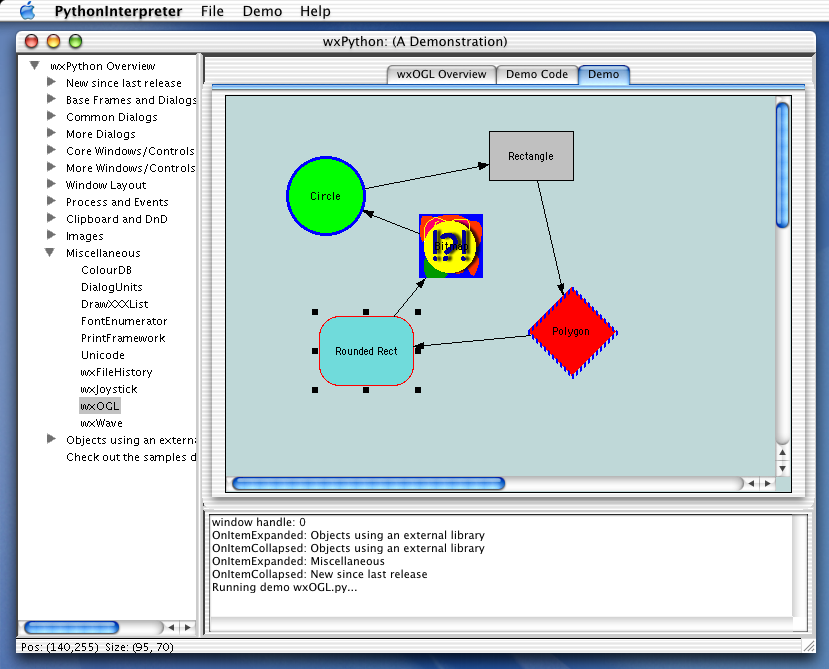 PythonInterpreter File Demo Help
wxPython: (A Demonstration)
wxPython Overview
New since last release
Base Frames and Dialogs
Common Dialogs
More Dialogs
Core Windows/Controls
More Windows/Controls
Window Layout
Process and Events
Clipboard and DnD
Images
Miscellaneous
ColourDB
DialogUnits
DrawXXXList
FontEnumerator
PrintFramework
Unicode
wxFileHistory
wxJoystick
wxOGL
wxWave
Objects using an extern
Check out the samples d
wxOGL Overview Demo Code Demo
Rectangle
Circle
Bitmap
!?!
Polygon
Rounded Rect
window handle: 0
OnItemExpanded: Objects using an external library
OnItemCollapsed: Objects using an external library
OnItemExpanded: Miscellaneous
OnItemCollapsed: New since last release
Running demo wxOGL.py...
Pos: (140,255) Size: (95, 70)